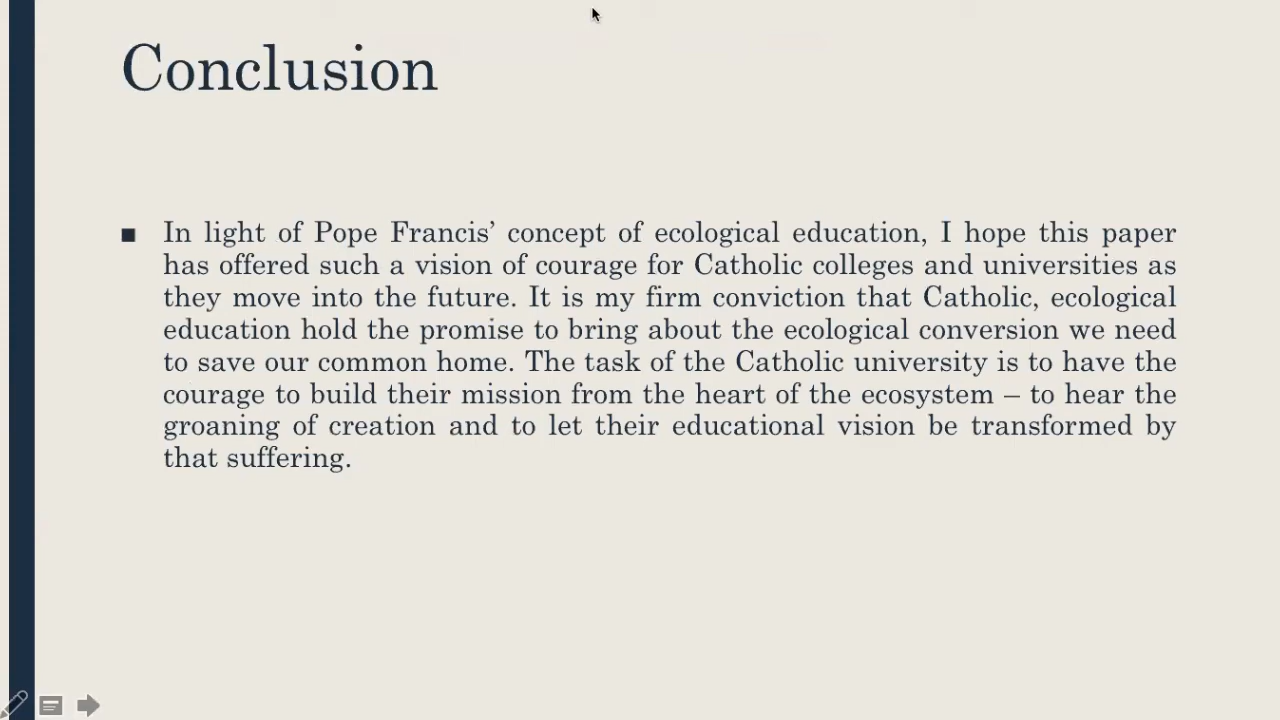 Conclusion
■ In light of Pope Francis’ concept of ecological education, I hope this paper
has offered such a vision of courage for Catholic colleges and universities as
they move into the future. It is my firm conviction that Catholic, ecological
education hold the promise to bring about the ecological conversion we need
to save our common home. The task of the Catholic university is to have the
courage to build their mission from the heart of the ecosystem – to hear the
groaning of creation and to let their educational vision be transformed by
that suffering.